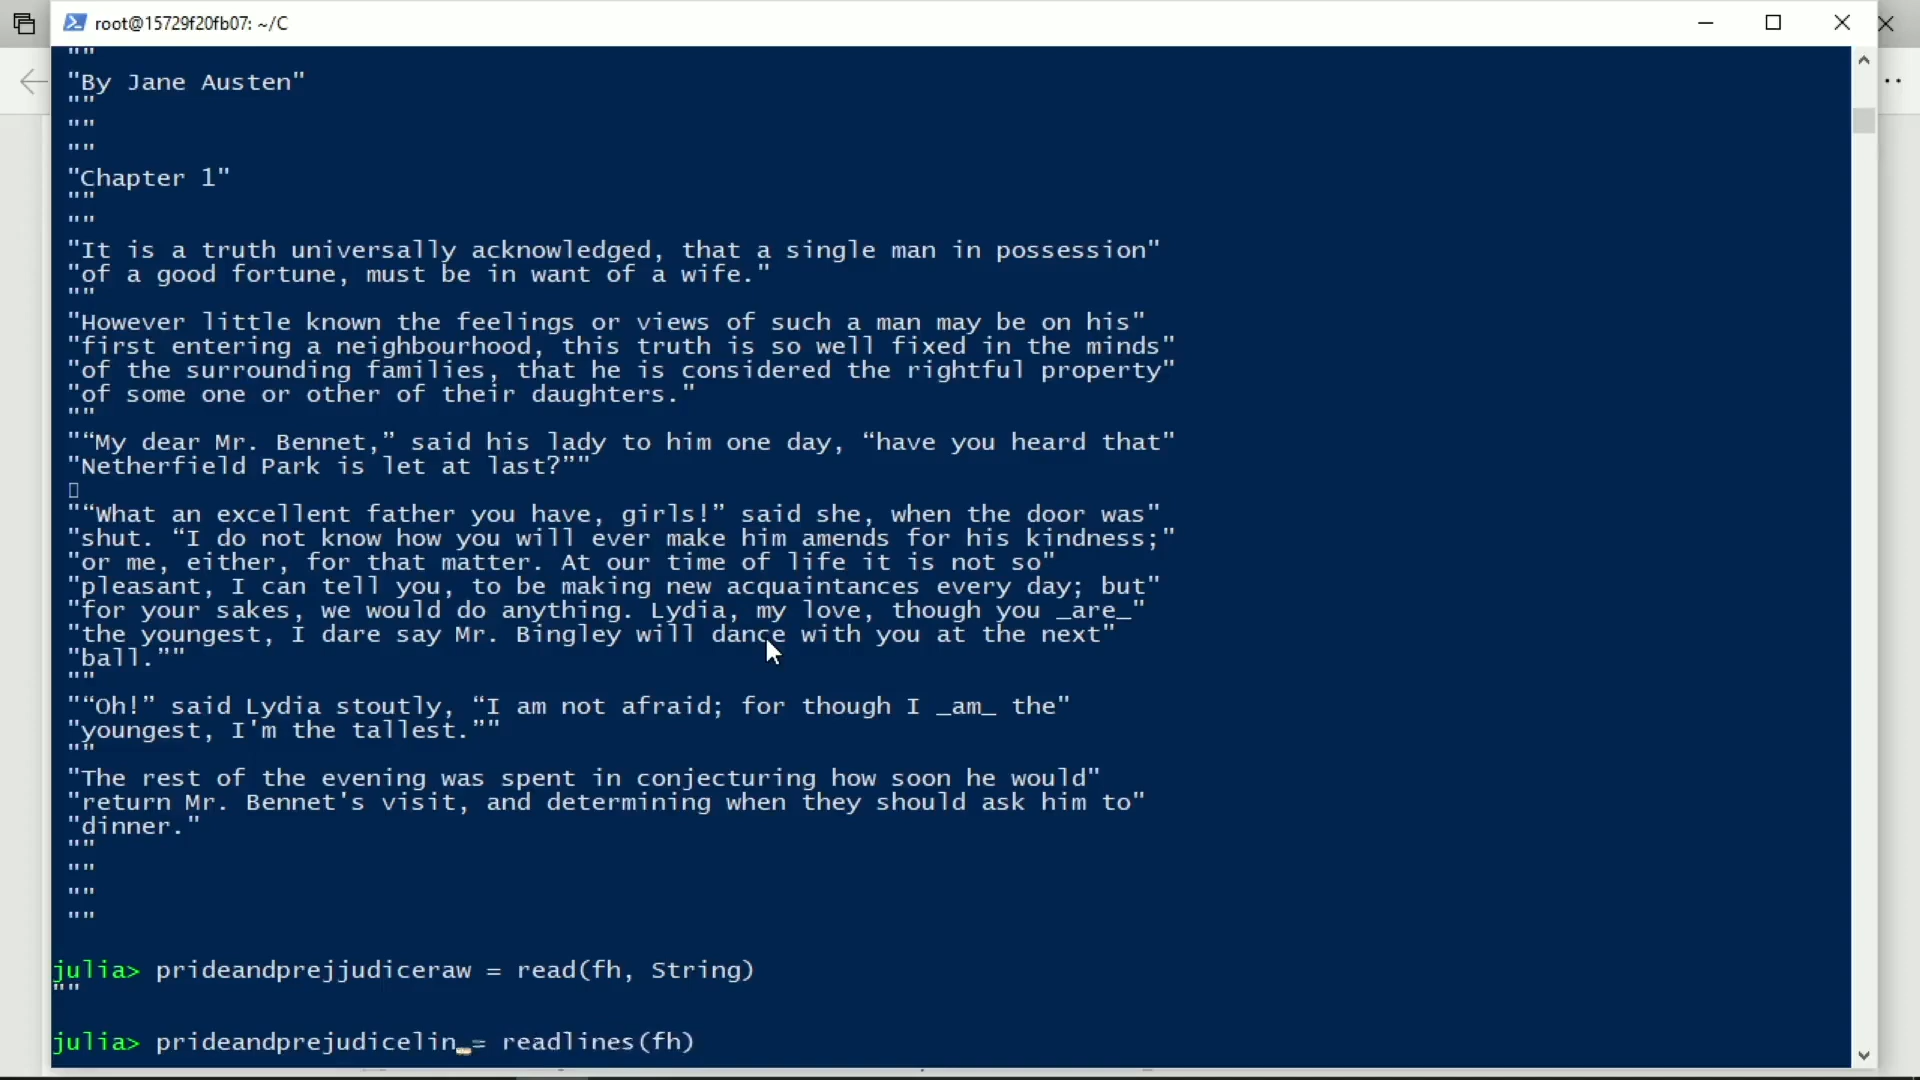 root@15729f20fb07: ~/C
""
"By Jane Austen"
""
""
""
"Chapter 1"
""
""
"It is a truth universally acknowledged, that a single man in possession"
"of a good fortune, must be in want of a wife."
""
"However little known the feelings or views of such a man may be on his"
"first entering a neighbourhood, this truth is so well fixed in the minds"
"of the surrounding families, that he is considered the rightful property"
"of some one or other of their daughters."
""
"“My dear Mr. Bennet,” said his lady to him one day, “have you heard that"
"Netherfield Park is let at last?”"
"“What an excellent father you have, girls!” said she, when the door was"
"shut. “I do not know how you will ever make him amends for his kindness;"
"or me, either, for that matter. At our time of life it is not so"
"pleasant, I can tell you, to be making new acquaintances every day; but"
"for your sakes, we would do anything. Lydia, my love, though you _are_"
"the youngest, I dare say Mr. Bingley will dance with you at the next"
"ball.”"
""
"“Oh!” said Lydia stoutly, “I am not afraid; for though I _am_ the"
"youngest, I'm the tallest.”"
""
"The rest of the evening was spent in conjecturing how soon he would"
"return Mr. Bennet's visit, and determining when they should ask him to"
"dinner."
""
""
""
""
julia> prideandprejjudiceraw = read(fh, String)
""
julia> prideandprejudicelin_= readlines(fh)